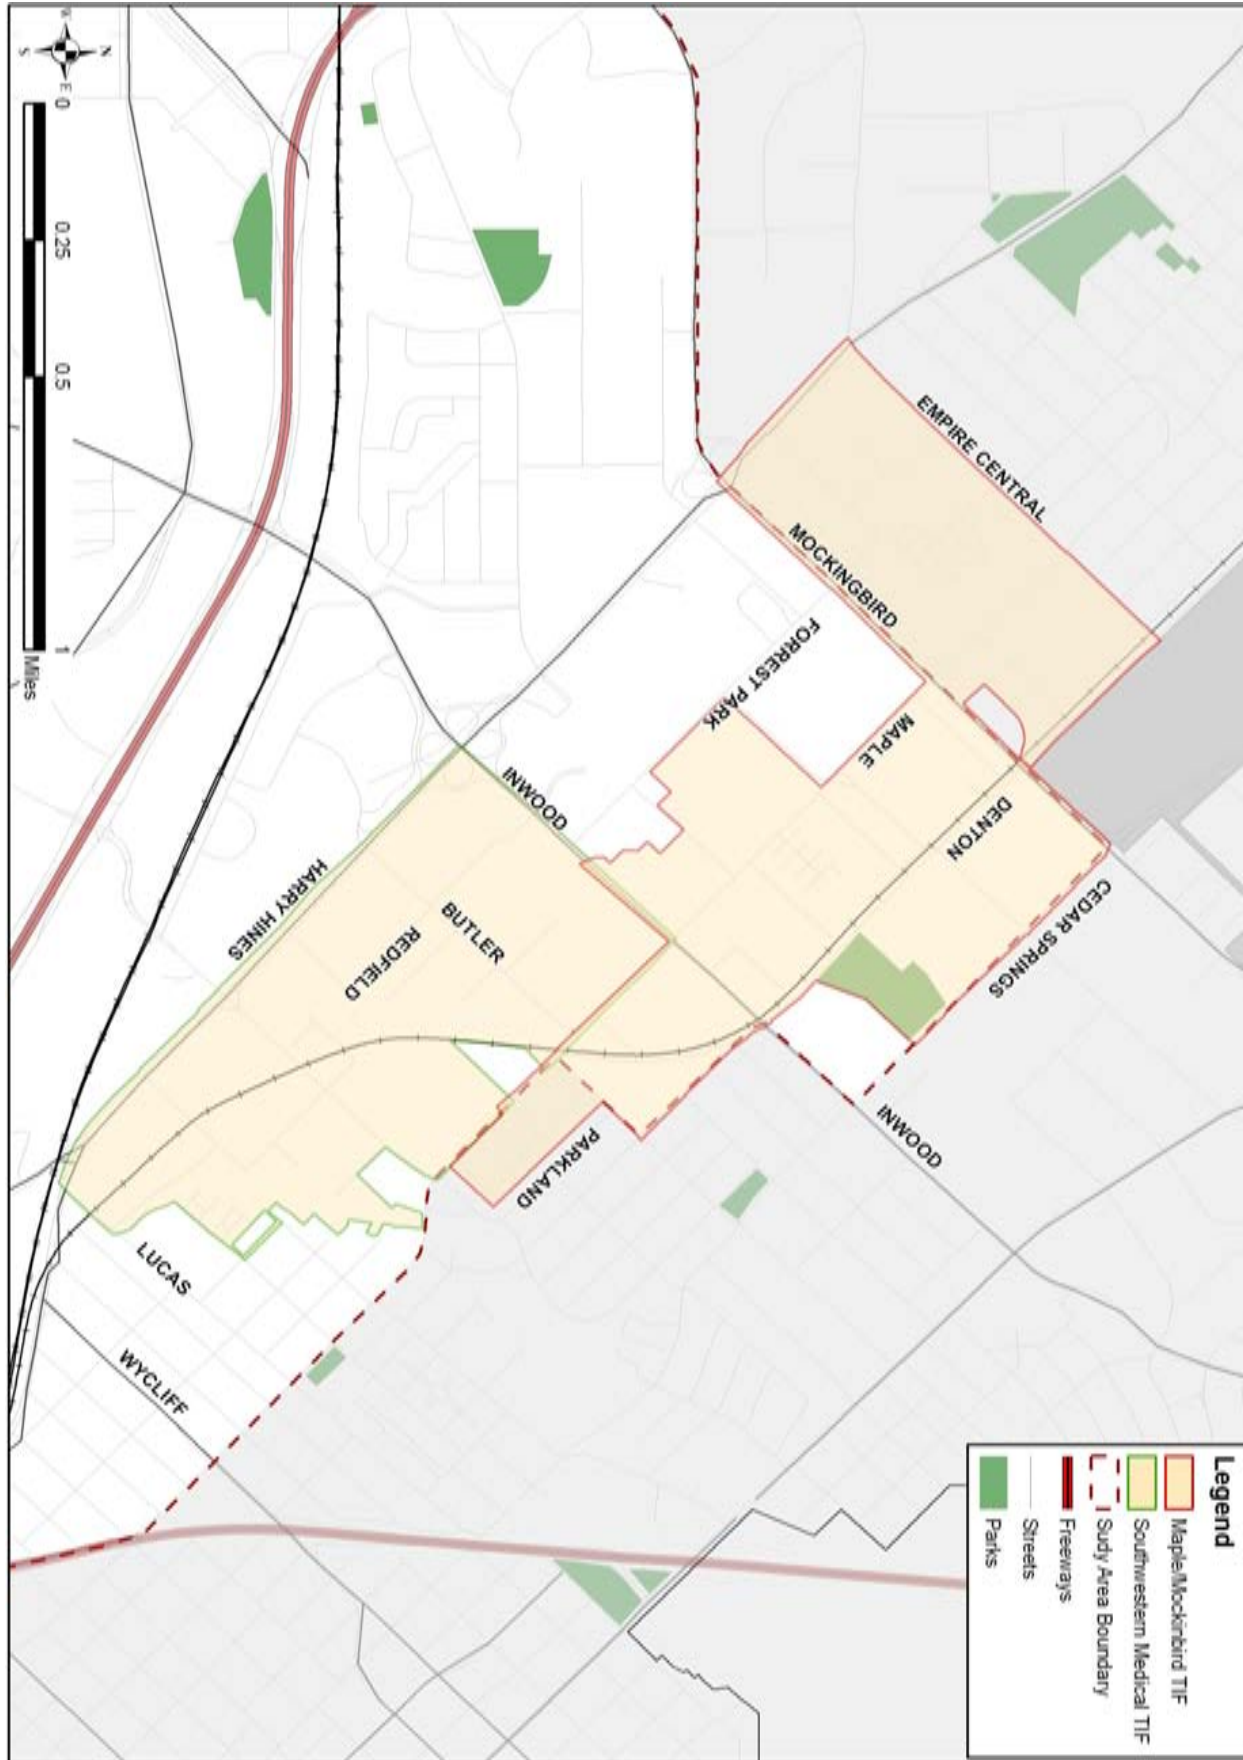 Legend
Maple/Mockinbird TIF
Southwestern Medical TIF
Study Area Boundary
Freeways
Streets
Parks
EMPIRE CENTRAL
MOCKINGBIRD
FORREST PARK
MAPLE
DENTON
CEDAR SPRINGS
INWOOD
INWOOD
HARRY HINES
BUTLER
REDFIELD
PARKLAND
LUCAS
WYCLIFF
N
W
E
S
0 0.25 0.5 1
Miles